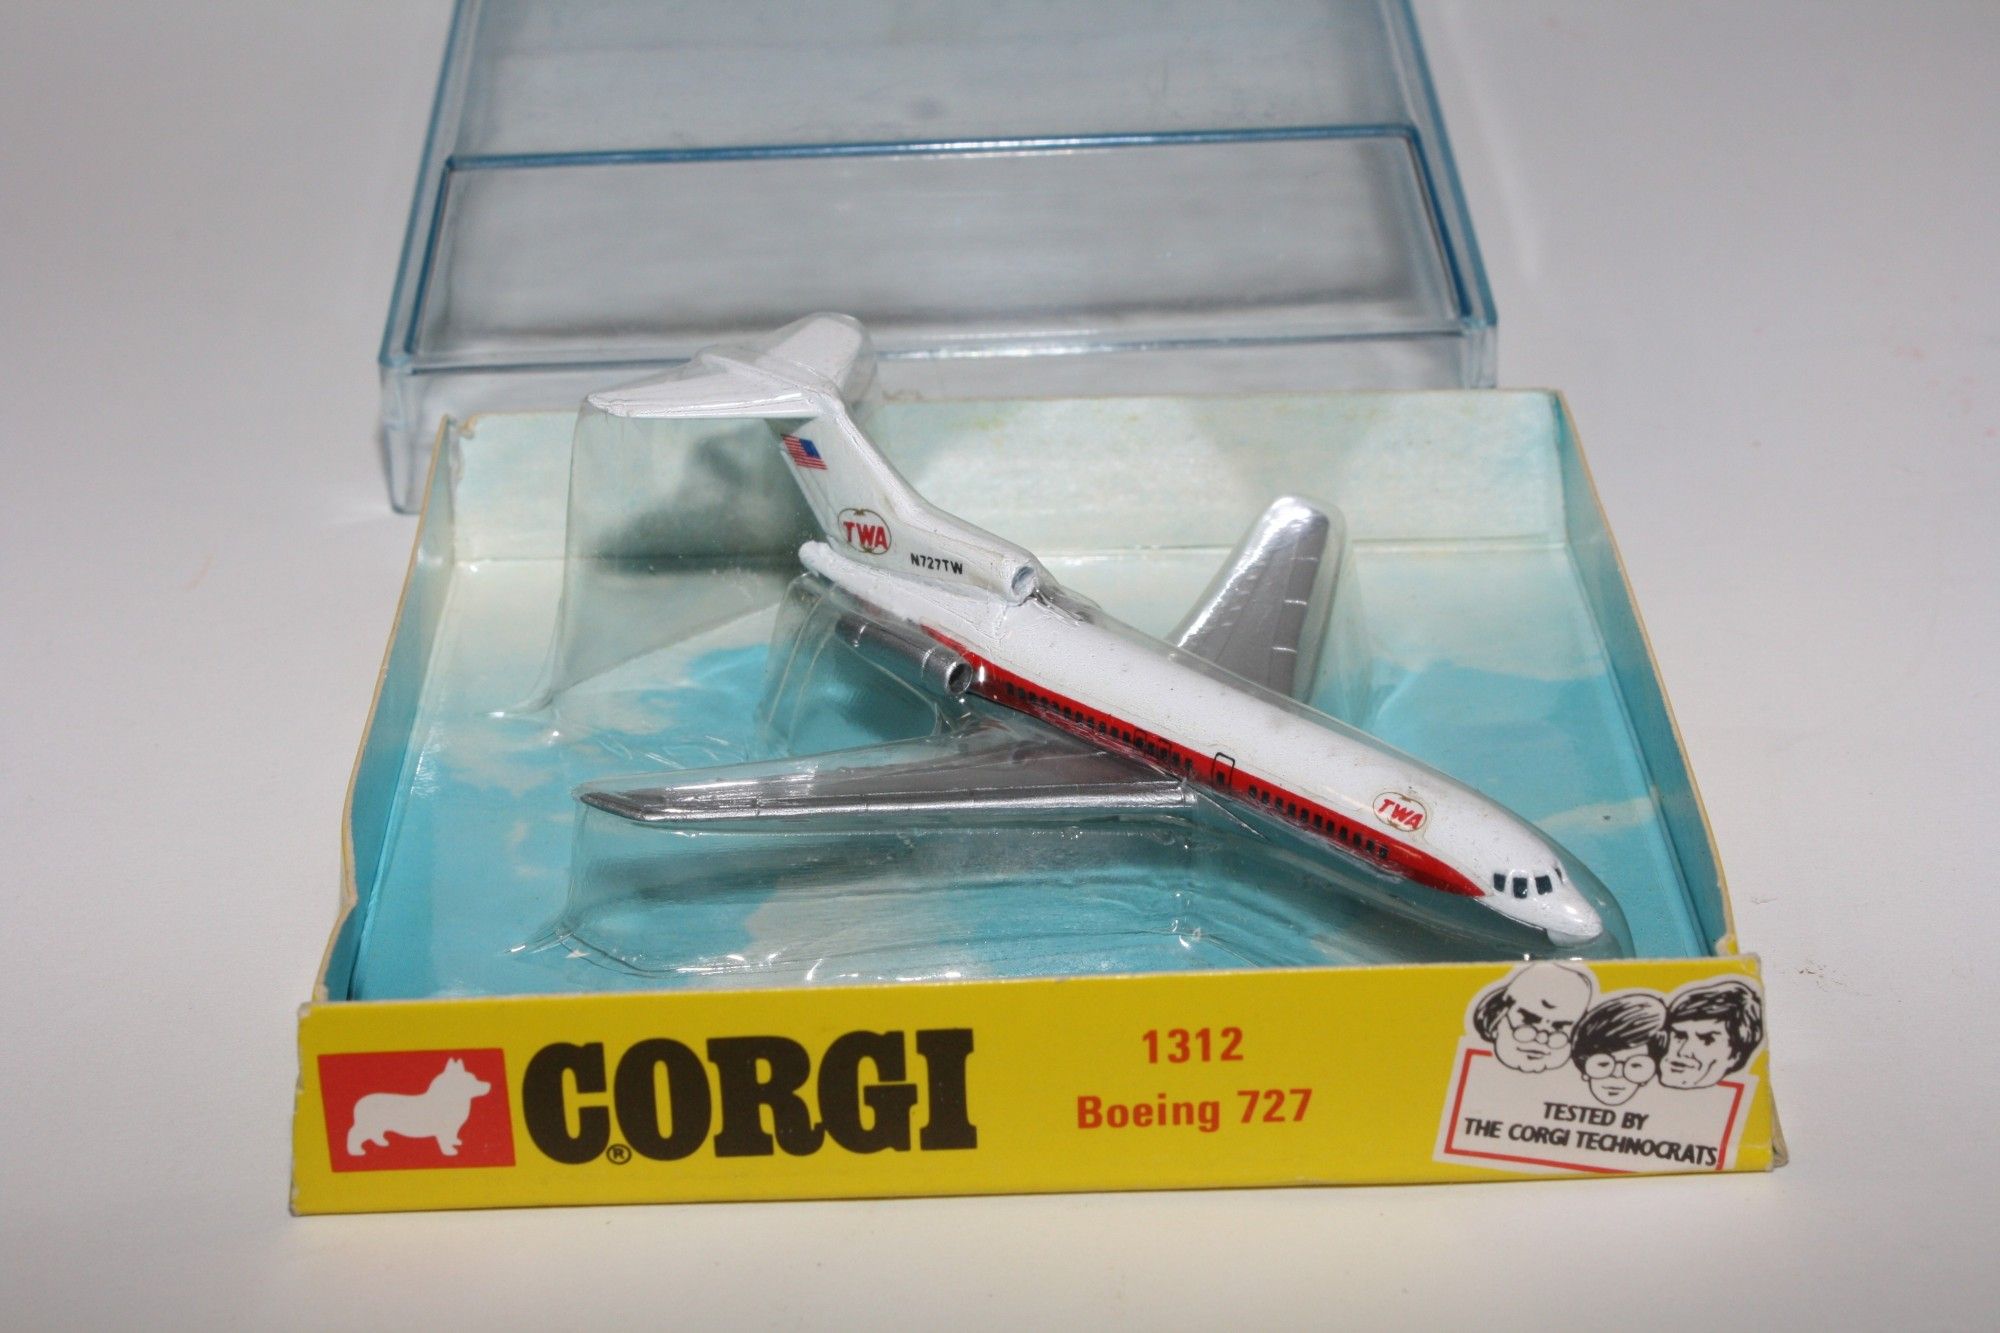 TWA
N727TW
TWA
CORGI®
1312
Boeing 727
TESTED BY
THE CORGI TECHNOCRATS